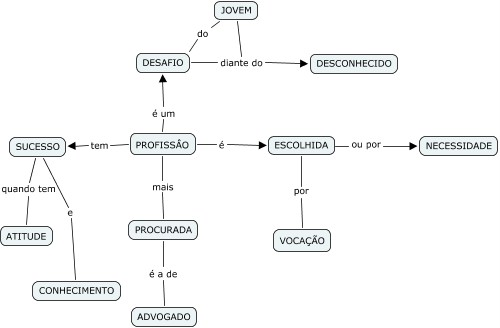 JOVEM
do
DESAFIO
diante do
DESCONHECIDO
é um
SUCESSO
tem
PROFISSÂO
é
ESCOLHIDA
ou por
NECESSIDADE
quando tem
e
mais
por
ATITUDE
PROCURADA
VOCAÇÃO
é a de
CONHECIMENTO
ADVOGADO